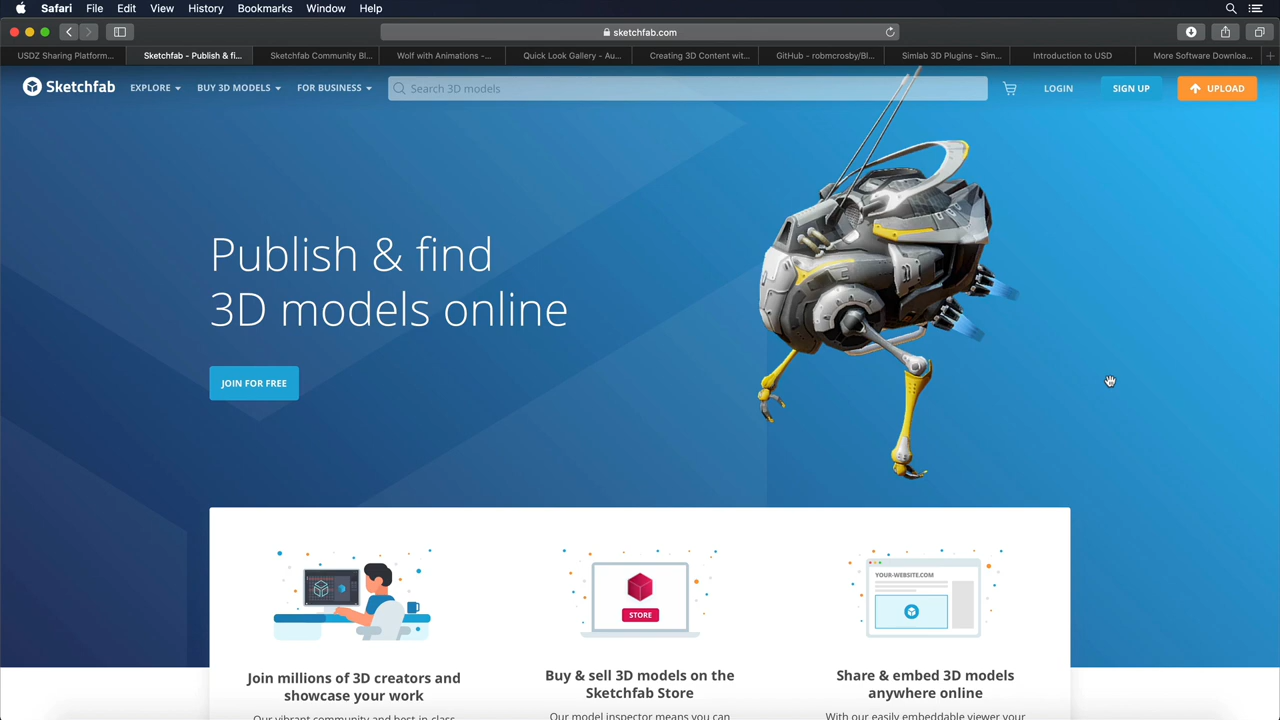 Safari File Edit View History Bookmarks Window Help
sketchfab.com
USDZ Sharing Platform...
Sketchfab - Publish & fi...
Sketchfab Community Bl...
Wolf with Animations -...
Quick Look Gallery - Au...
Creating 3D Content wit...
GitHub - robmcrosby/Bl...
Simlab 3D Plugins - Sim...
Introduction to USD
More Software Downloa...
Sketchfab EXPLORE BUY 3D MODELS FOR BUSINESS Search 3D models LOGIN SIGN UP UPLOAD
Publish & find
3D models online
JOIN FOR FREE
STORE
YOUR-WEBSITE.COM
Join millions of 3D creators and
showcase your work
Our vibrant community and best-in-class
Buy & sell 3D models on the
Sketchfab Store
Our model inspector means you can
Share & embed 3D models
anywhere online
With our easily embeddable viewer your